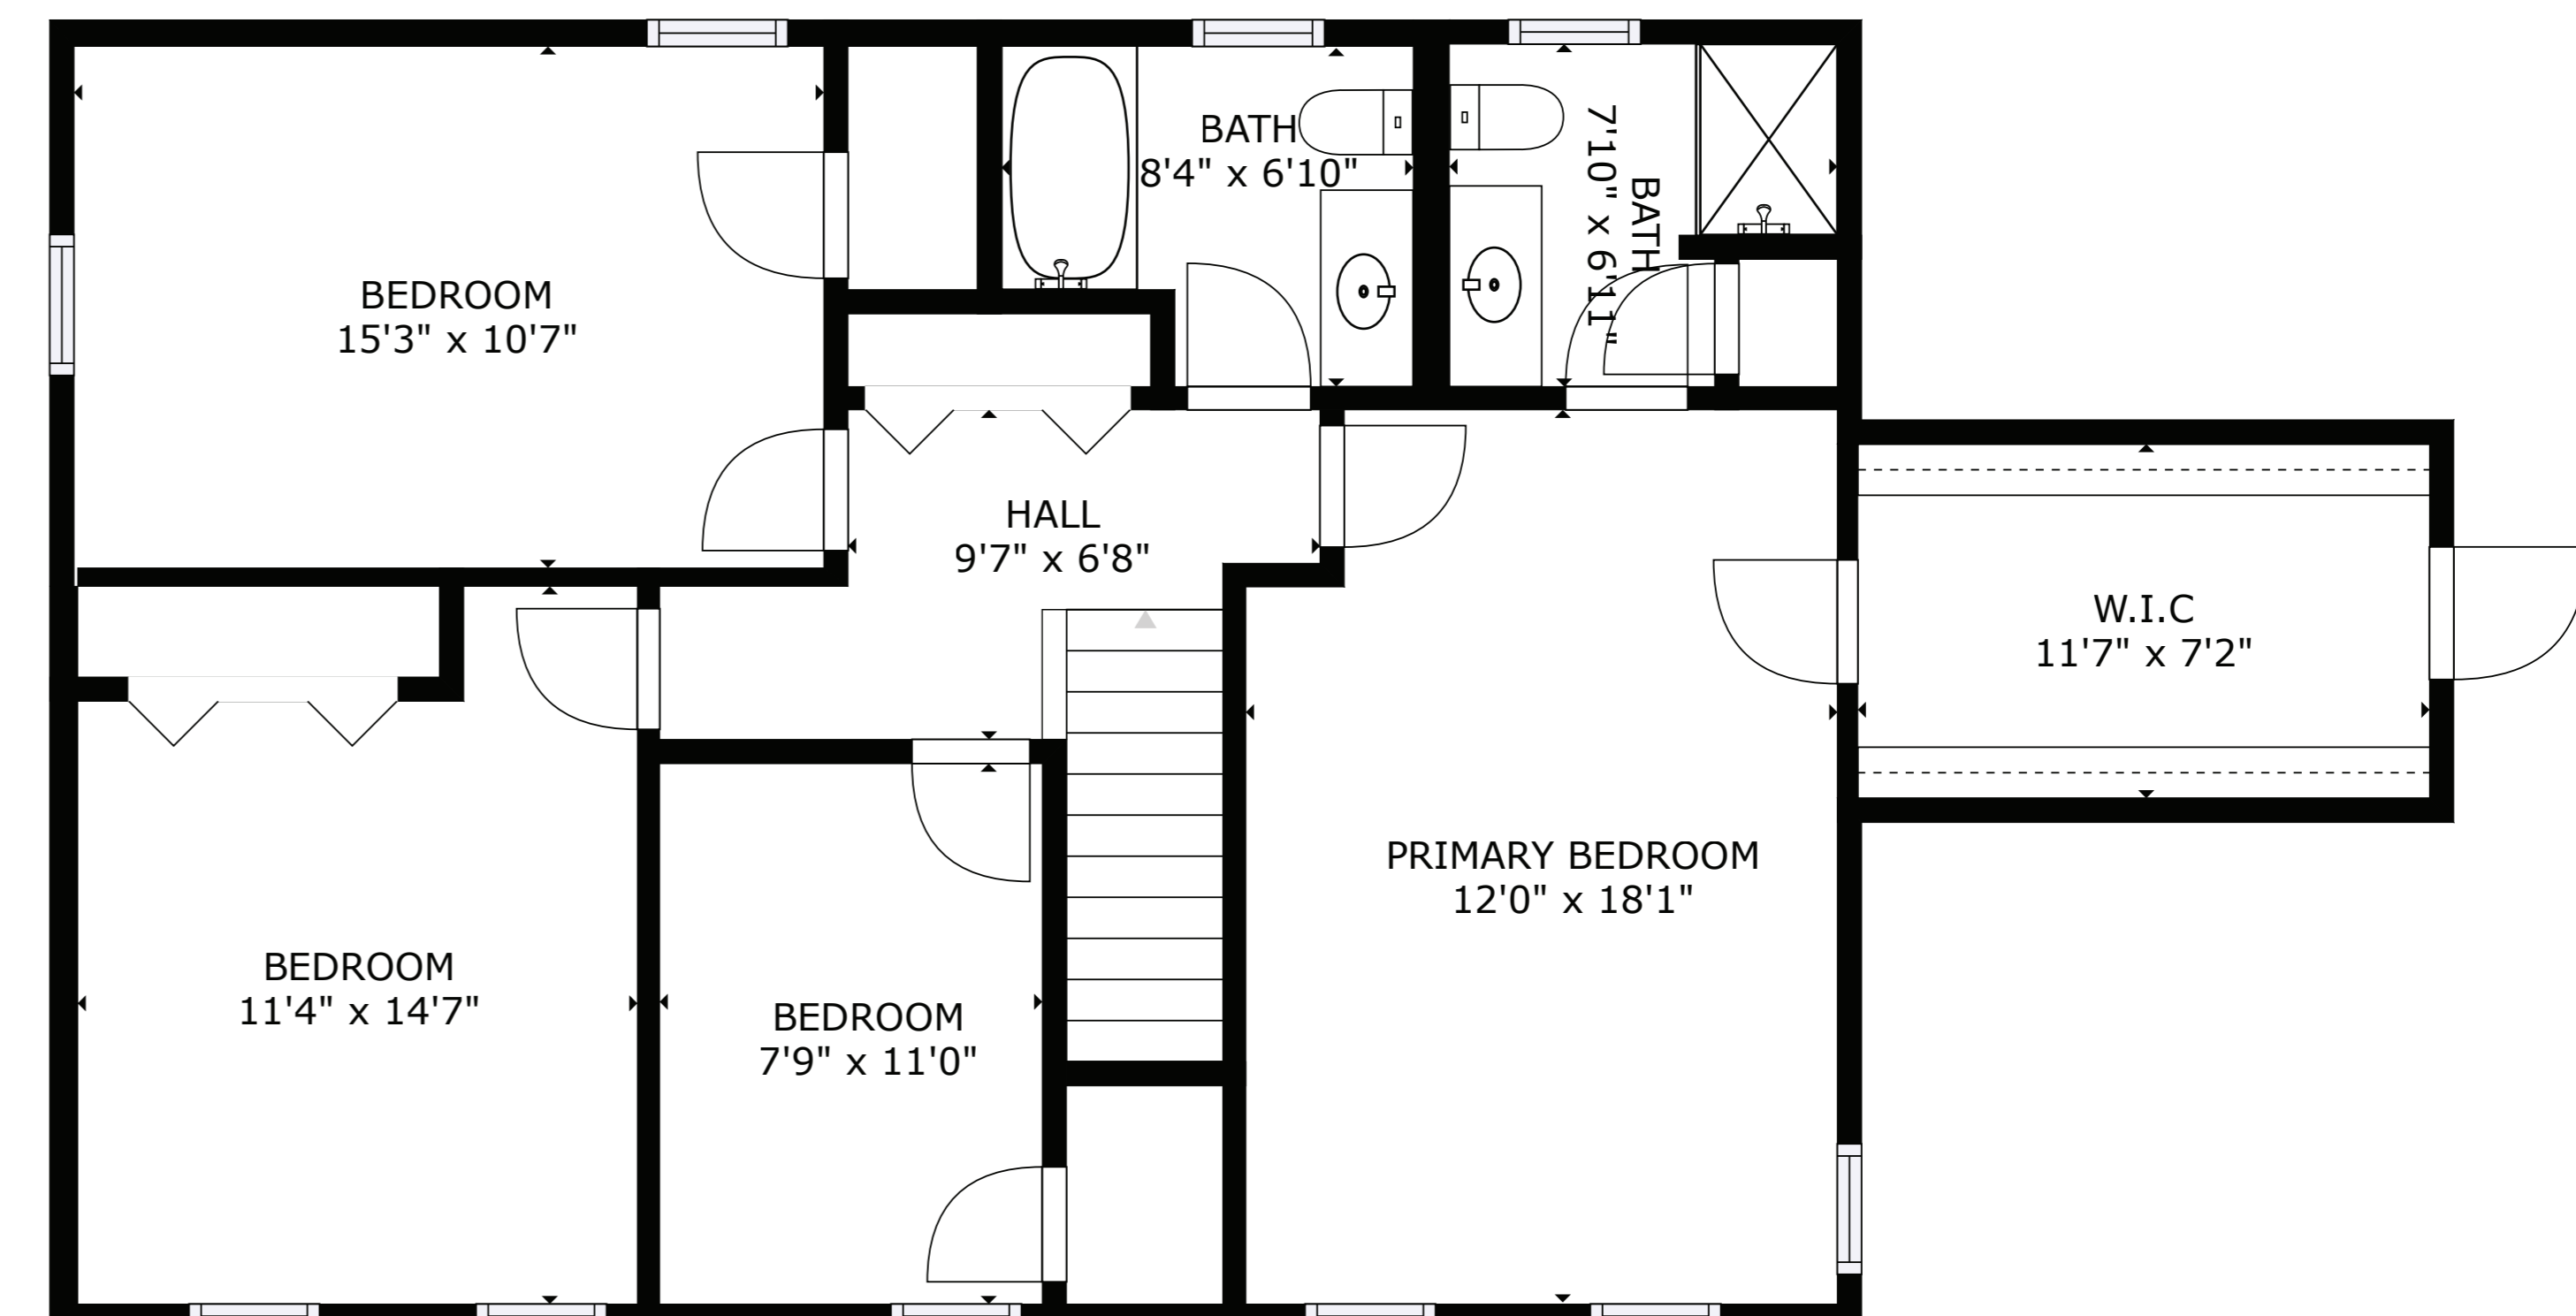 BATH
8'4" x 6'10"
BATH
7'10" x 6'11"
BEDROOM
15'3" x 10'7"
HALL
9'7" x 6'8"
W.I.C
11'7" x 7'2"
PRIMARY BEDROOM
12'0" x 18'1"
BEDROOM
11'4" x 14'7"
BEDROOM
7'9" x 11'0"